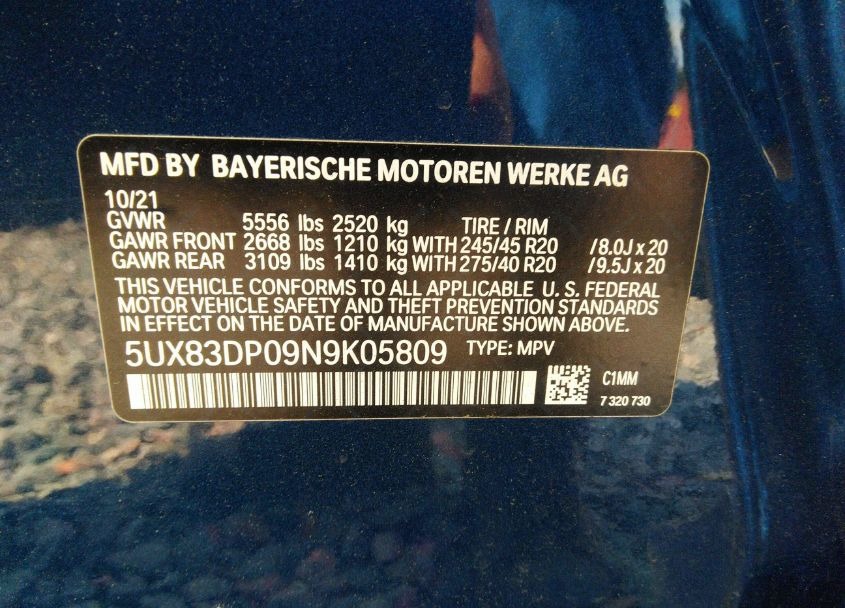 MFD BY BAYERISCHE MOTOREN WERKE AG
10/21
GVWR 5556 lbs 2520 kg TIRE / RIM
GAWR FRONT 2668 lbs 1210 kg WITH 245/45 R20 /8.0J x 20
GAWR REAR 3109 lbs 1410 kg WITH 275/40 R20 /9.5J x 20
THIS VEHICLE CONFORMS TO ALL APPLICABLE U. S. FEDERAL
MOTOR VEHICLE SAFETY AND THEFT PREVENTION STANDARDS
IN EFFECT ON THE DATE OF MANUFACTURE SHOWN ABOVE.
5UX83DP09N9K05809 TYPE: MPV
C1MM
7 320 730